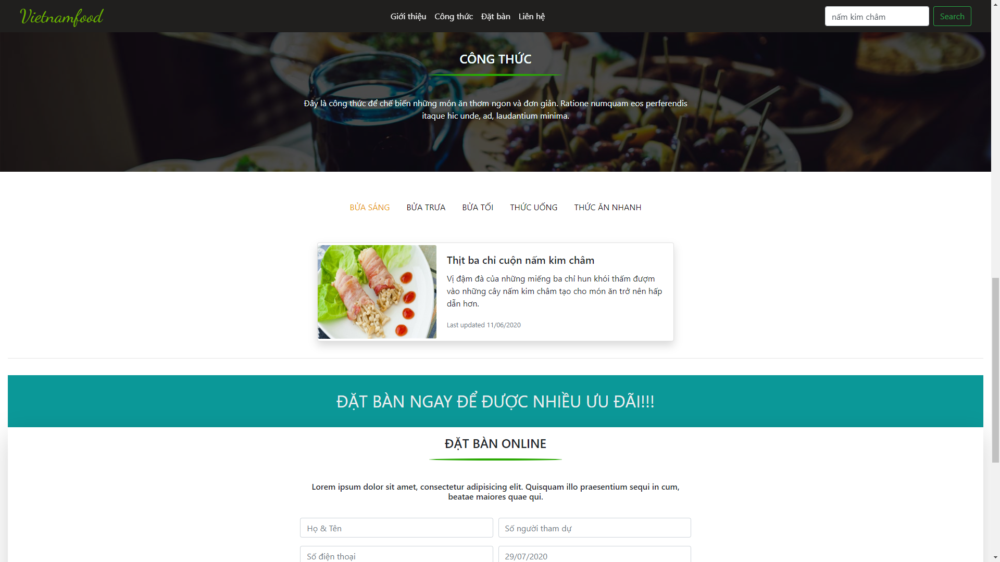 Vietnamfood
Giới thiệu Công thức Đặt bàn Liên hệ
nấm kim châm
Search
CÔNG THỨC
Đây là công thức để chế biến những món ăn thơm ngon và đơn giản. Ratione numquam eos perferendis
itaque hic unde, ad, laudantium minima.
BỬA SÁNG BỬA TRƯA BỬA TỐI THỨC UỐNG THỨC ĂN NHANH
Thịt ba chỉ cuộn nấm kim châm
Vị đậm đà của những miếng ba chỉ hun khói thấm đượm
vào những cây nấm kim châm tạo cho món ăn trở nên hấp
dẫn hơn.
Last updated 11/06/2020
ĐẶT BÀN NGAY ĐỂ ĐƯỢC NHIỀU ƯU ĐÃI!!!
ĐẶT BÀN ONLINE
Lorem ipsum dolor sit amet, consectetur adipisicing elit. Quisquam illo praesentium sequi in cum,
beatae maiores quae qui.
Họ & Tên
Số người tham dự
Số điện thoại
29/07/2020